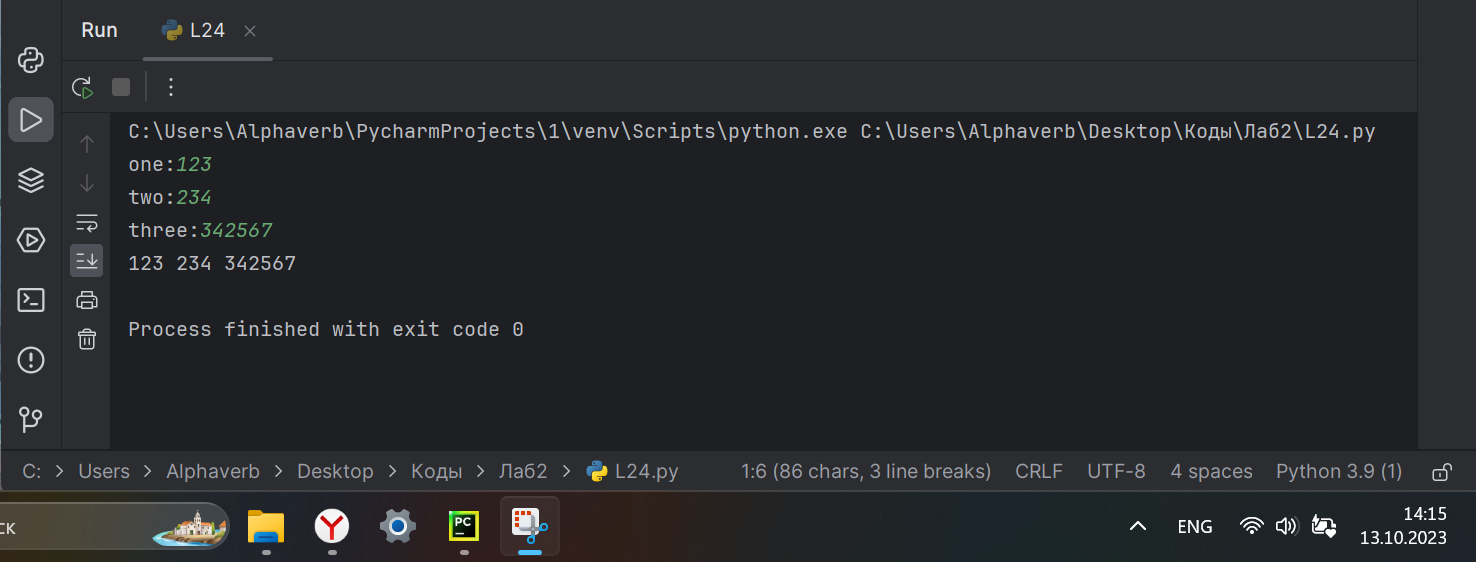 Run L24
C:\Users\Alphaverb\PycharmProjects\1\venv\Scripts\python.exe C:\Users\Alphaverb\Desktop\Коды\Лаб2\L24.py
one:123
two:234
three:342567
123 234 342567
Process finished with exit code 0
C: > Users > Alphaverb > Desktop > Коды > Лаб2 > L24.py 1:6 (86 chars, 3 line breaks) CRLF UTF-8 4 spaces Python 3.9 (1)
ск PC ENG 14:15
13.10.2023